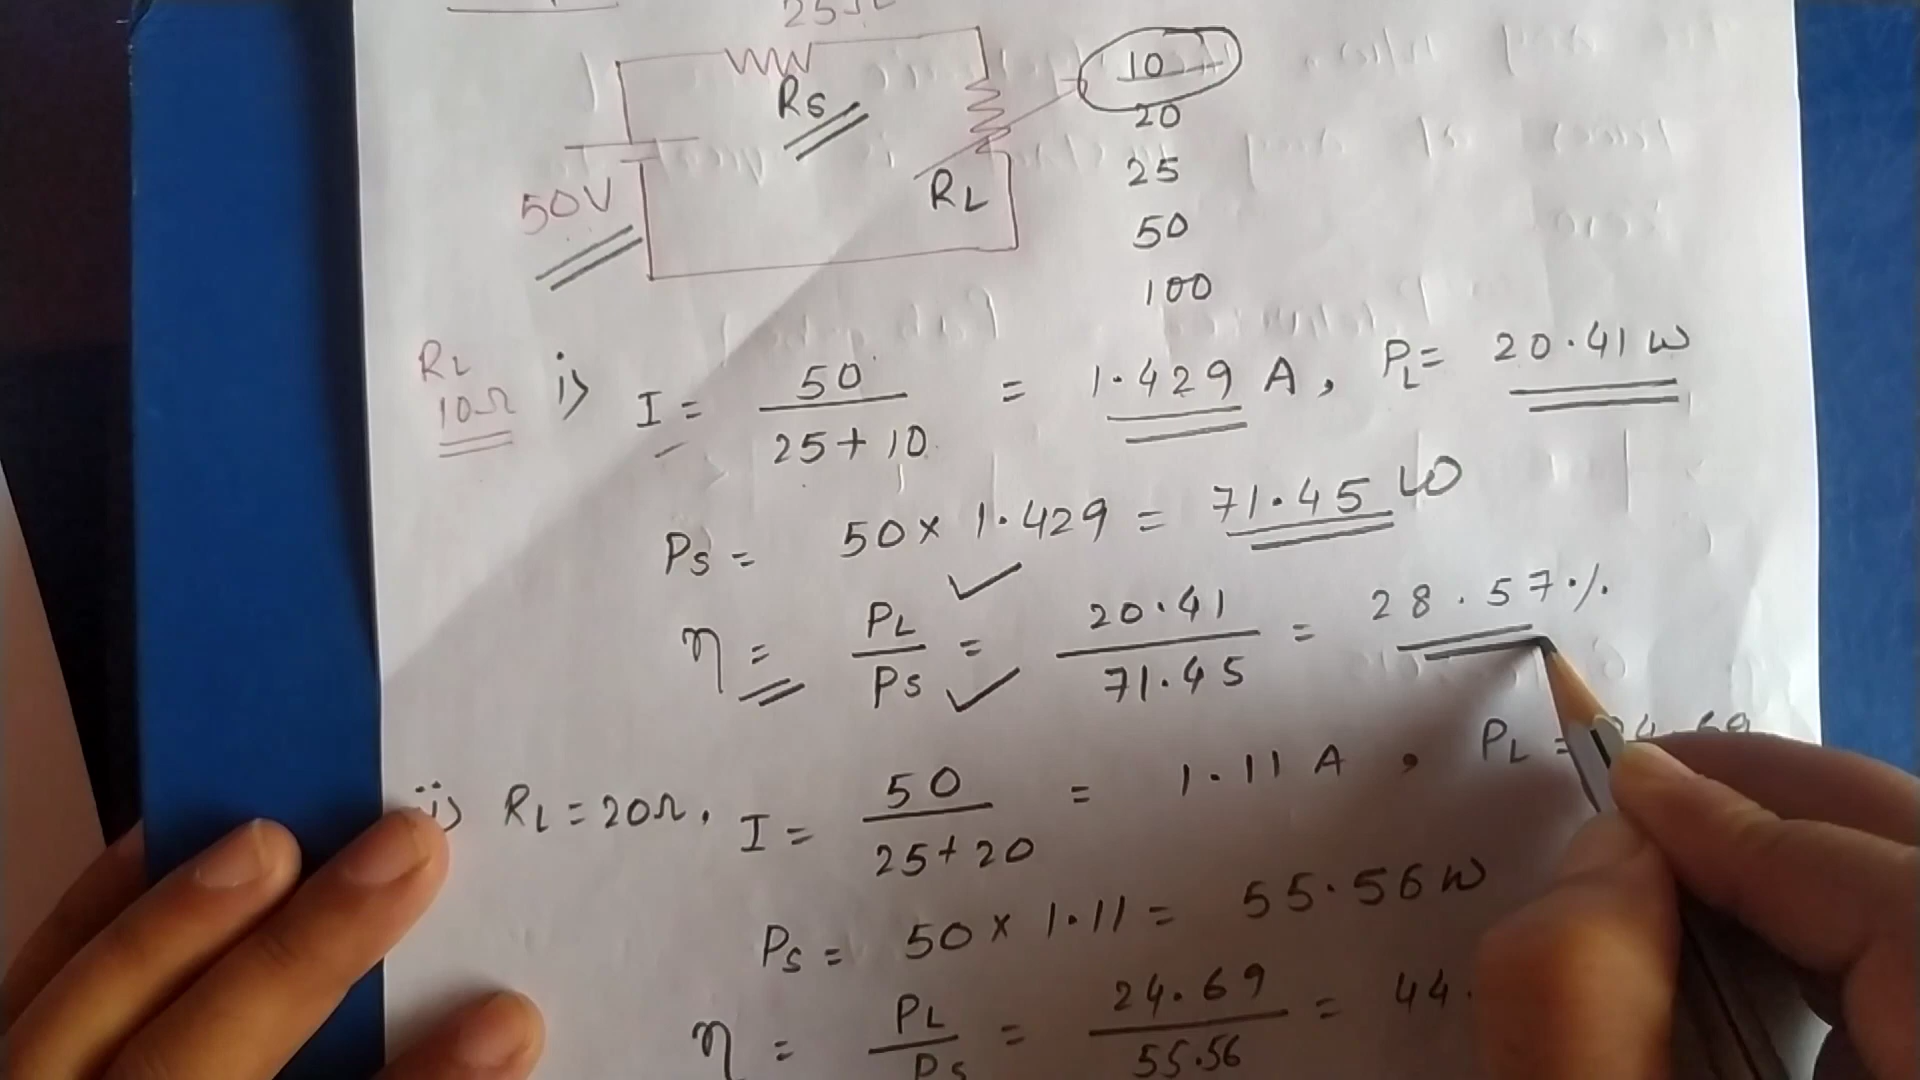 25Ω
RS
10
20
25
50V
RL
50
100
RL
10Ω
i) I = 50 / 25+10 = 1.429 A, PL= 20.41 W
PS = 50 x 1.429 = 71.45 W
η = PL / PS = 20.41 / 71.45 = 28.57%
ii) RL = 20Ω, I = 50 / 25+20 = 1.11 A, PL =
PS = 50 x 1.11 = 55.56 W
η = PL / PS = 24.69 / 55.56 = 44.